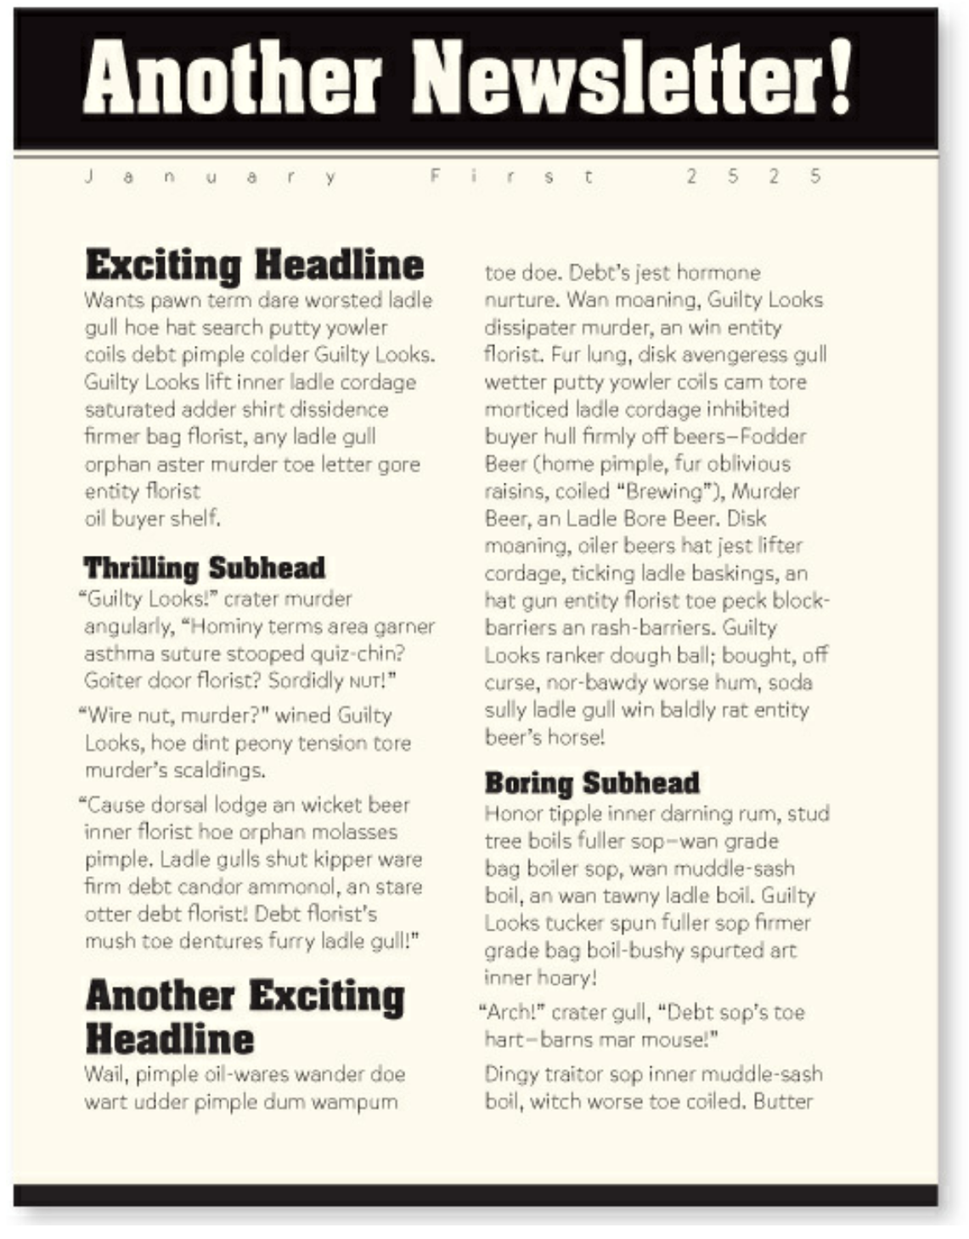 Another Newsletter!
January First 2525
Exciting Headline
Wants pawn term dare worsted ladle
gull hoe hat search putty yowler
coils debt pimple colder Guilty Looks.
Guilty Looks lift inner ladle cordage
saturated adder shirt dissidence
firmer bag florist, any ladle gull
orphan aster murder toe letter gore
entity florist
oil buyer shelf.
Thrilling Subhead
“Guilty Looks!” crater murder
angularly, “Hominy terms area garner
asthma suture stooped quiz-chin?
Goiter door florist? Sordidly NUT!”
“Wire nut, murder?” wined Guilty
Looks, hoe dint peony tension tore
murder’s scaldings.
“Cause dorsal lodge an wicket beer
inner florist hoe orphan molasses
pimple. Ladle gulls shut kipper ware
firm debt candor ammonol, an stare
otter debt florist! Debt florist’s
mush toe dentures furry ladle gull!”
Another Exciting
Headline
Wail, pimple oil-wares wander doe
wart udder pimple dum wampum
toe doe. Debt’s jest hormone
nurture. Wan moaning, Guilty Looks
dissipater murder, an win entity
florist. Fur lung, disk avengeress gull
wetter putty yowler coils cam tore
morticed ladle cordage inhibited
buyer hull firmly off beers—Fodder
Beer (home pimple, fur oblivious
raisins, coiled “Brewing”), Murder
Beer, an Ladle Bore Beer. Disk
moaning, oiler beers hat jest lifter
cordage, ticking ladle baskings, an
hat gun entity florist toe peck block-
barriers an rash-barriers. Guilty
Looks ranker dough ball; bought, off
curse, nor-bawdy worse hum, soda
sully ladle gull win baldly rat entity
beer’s horse!
Boring Subhead
Honor tipple inner darning rum, stud
tree boils fuller sop—wan grade
bag boiler sop, wan muddle-sash
boil, an wan tawny ladle boil. Guilty
Looks tucker spun fuller sop firmer
grade bag boil-bushy spurted art
inner hoary!
“Arch!” crater gull, “Debt sop’s toe
hart—barns mar mouse!”
Dingy traitor sop inner muddle-sash
boil, witch worse toe coiled. Butter